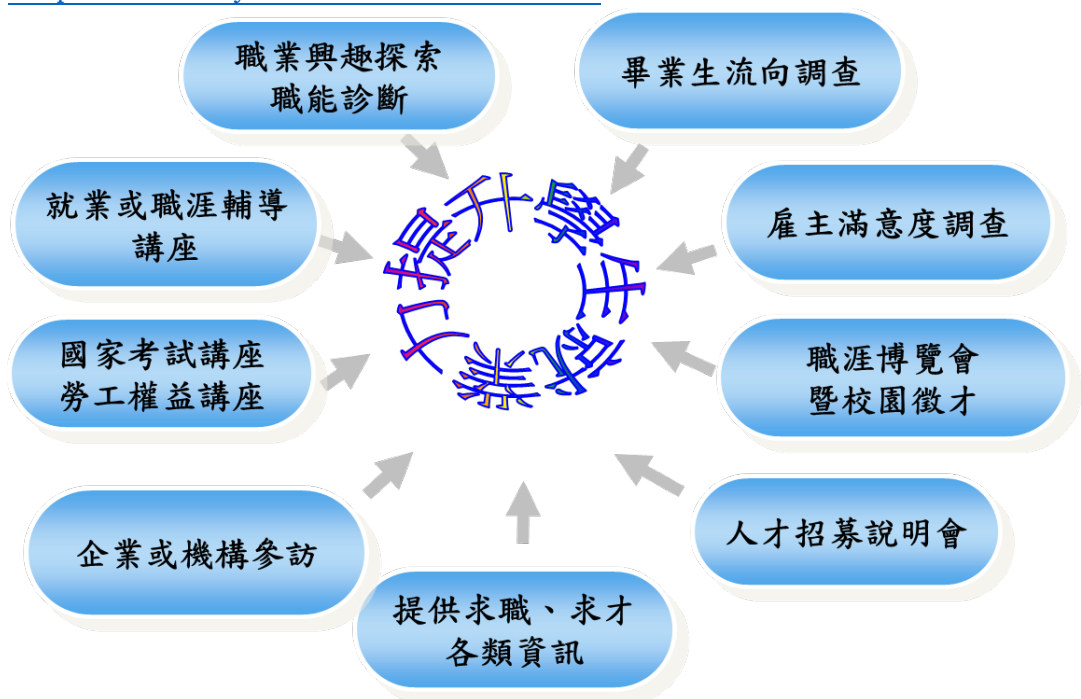 職業興趣探索
職能診斷
畢業生流向調查
就業或職涯輔導
講座
提升學生就業力
雇主滿意度調查
國家考試講座
勞工權益講座
職涯博覽會
暨校園徵才
企業或機構參訪
人才招募說明會
提供求職、求才
各類資訊